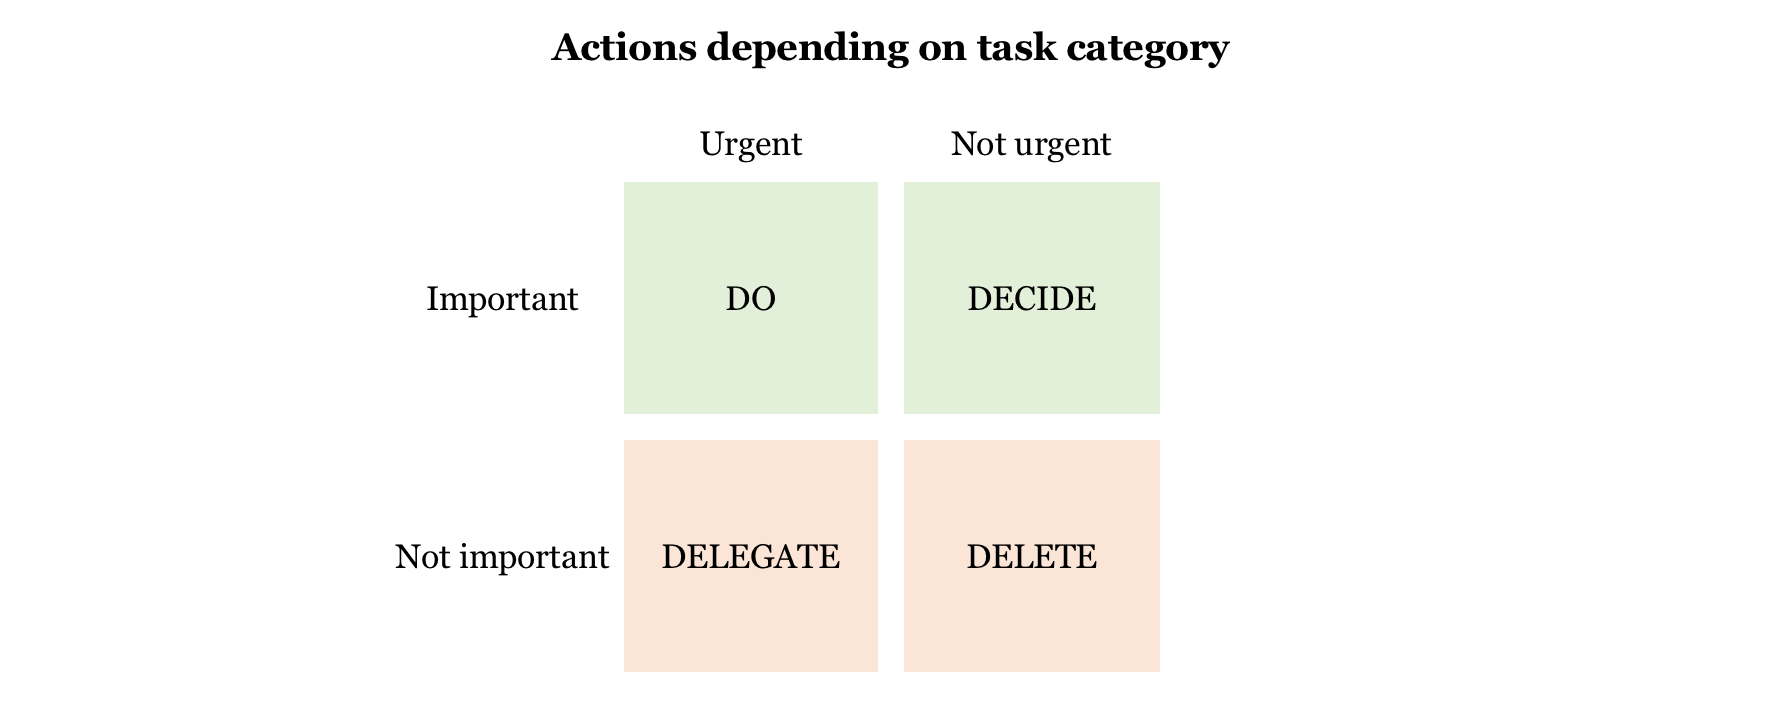 Actions depending on task category
Urgent Not urgent
Important DO DECIDE
Not important DELEGATE DELETE